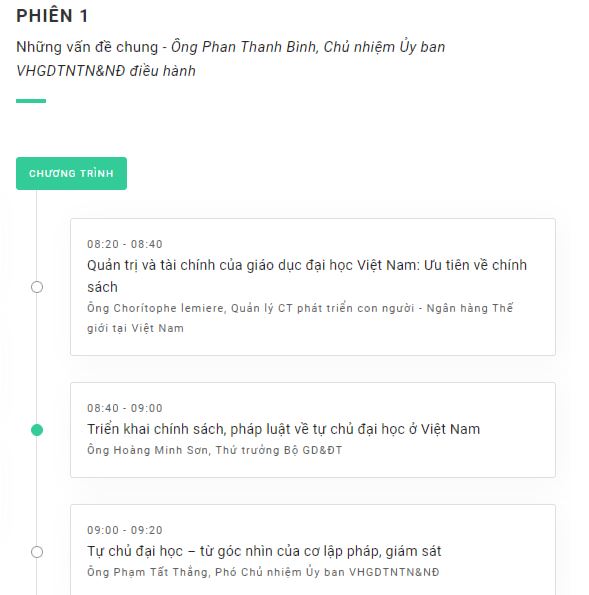 PHIÊN 1
Những vấn đề chung - Ông Phan Thanh Bình, Chủ nhiệm Ủy ban
VHGDTNTN&NĐ điều hành
CHƯƠNG TRÌNH
08:20 - 08:40
Quản trị và tài chính của giáo dục đại học Việt Nam: Ưu tiên về chính
sách
Ông Chorítophe lemiere, Quản lý CT phát triển con người - Ngân hàng Thế
giới tại Việt Nam
08:40 - 09:00
Triển khai chính sách, pháp luật về tự chủ đại học ở Việt Nam
Ông Hoàng Minh Sơn, Thứ trưởng Bộ GD&ĐT
09:00 - 09:20
Tự chủ đại học – từ góc nhìn của cơ lập pháp, giám sát
Ông Phạm Tất Thắng, Phó Chủ nhiệm Ủy ban VHGDTNTN&NĐ